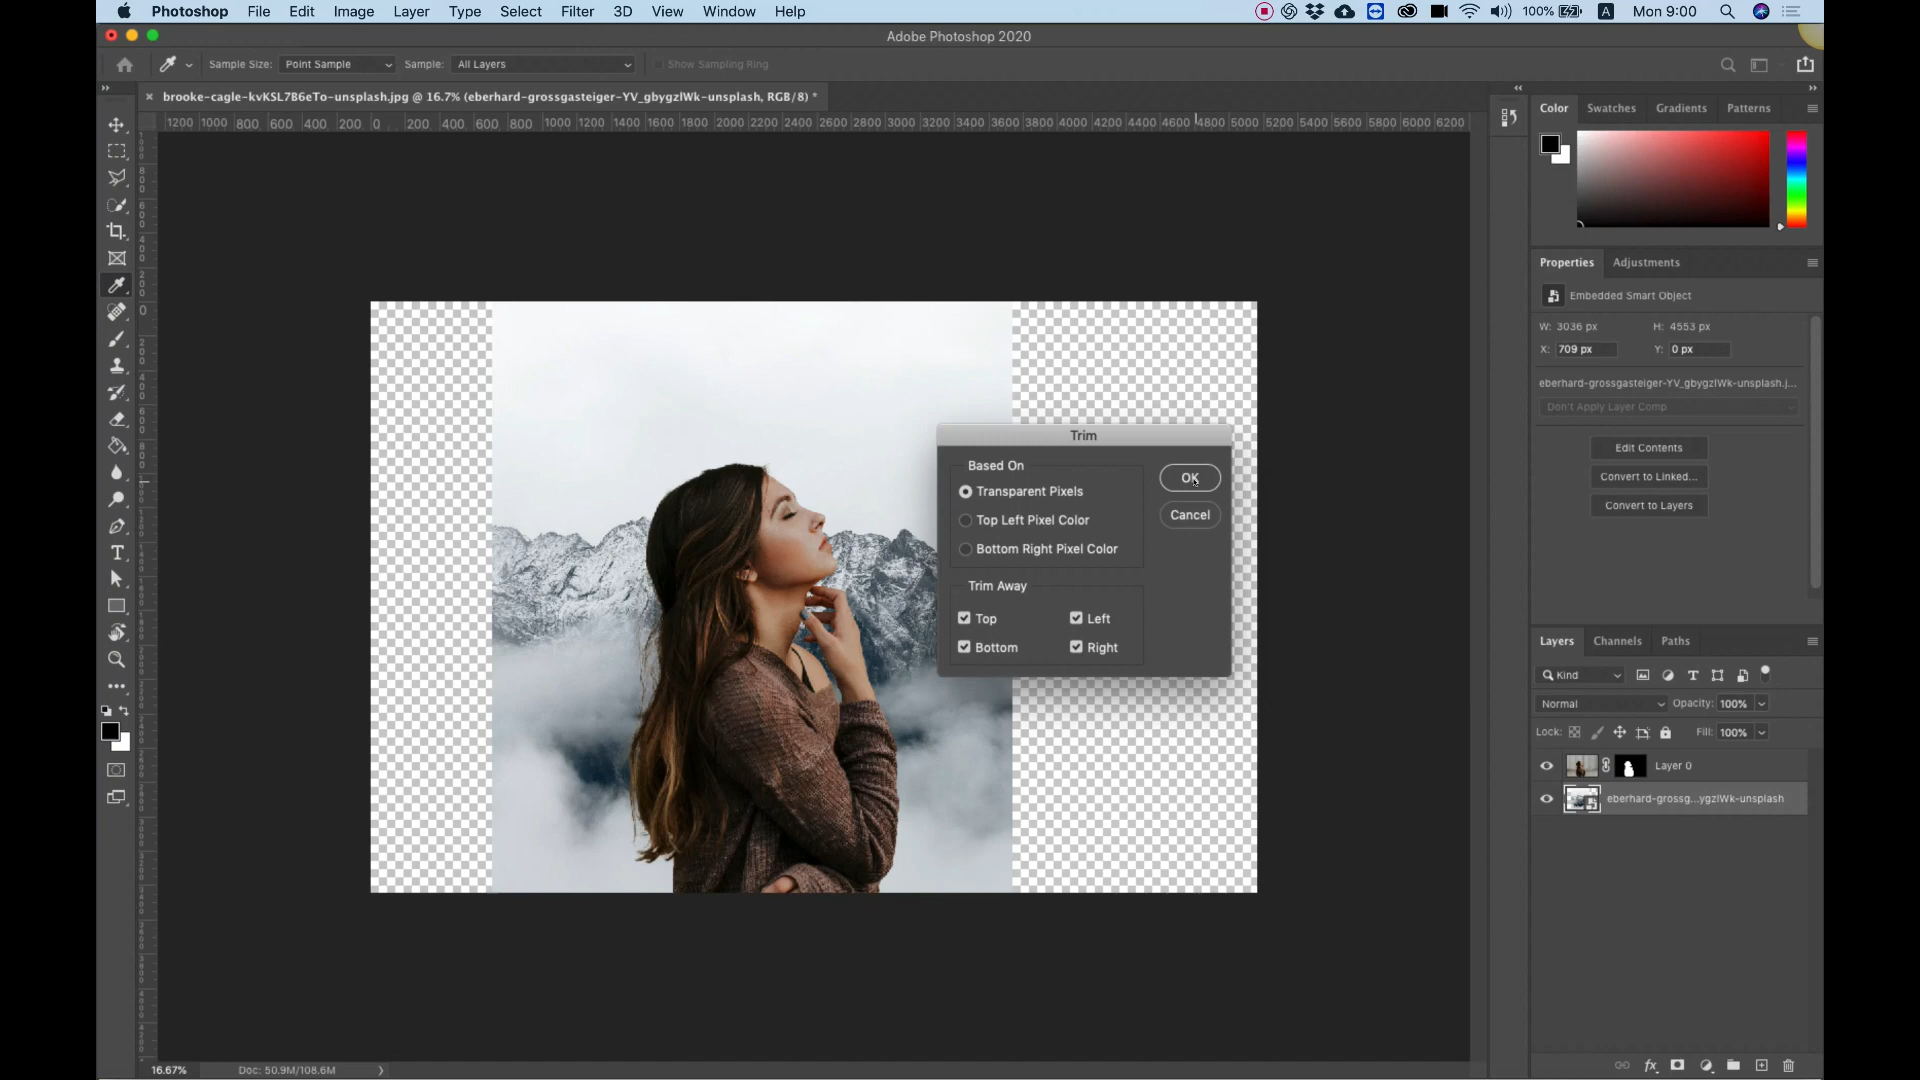 Photoshop File Edit Image Layer Type Select Filter 3D View Window Help 100% A Mon 9:00
Adobe Photoshop 2020
Sample Size: Point Sample Sample: All Layers Show Sampling Ring
brooke-cagle-kvKSL7B6eTo-unsplash.jpg @ 16.7% (eberhard-grossgasteiger-YV_gbygzlWk-unsplash, RGB/8) *
1200 1000 800 600 400 200 0 200 400 600 800 1000 1200 1400 1600 1800 2000 2200 2400 2600 2800 3000 3200 3400 3600 3800 4000 4200 4400 4600 4800 5000 5200 5400 5600 5800 6000 6200
Color Swatches Gradients Patterns
Properties Adjustments
Embedded Smart Object
W: 3036 px H: 4553 px
X: 709 px Y: 0 px
eberhard-grossgasteiger-YV_gbygzlWk-unsplash.j...
Don't Apply Layer Comp
Edit Contents
Convert to Linked...
Convert to Layers
Trim
Based On
Transparent Pixels
Top Left Pixel Color
Bottom Right Pixel Color
OK
Cancel
Trim Away
Top Left
Bottom Right
Layers Channels Paths
Kind
Normal Opacity: 100%
Lock: Fill: 100%
Layer 0
eberhard-grossg...ygzlWk-unsplash
fx
16.67% Doc: 50.9M/108.6M